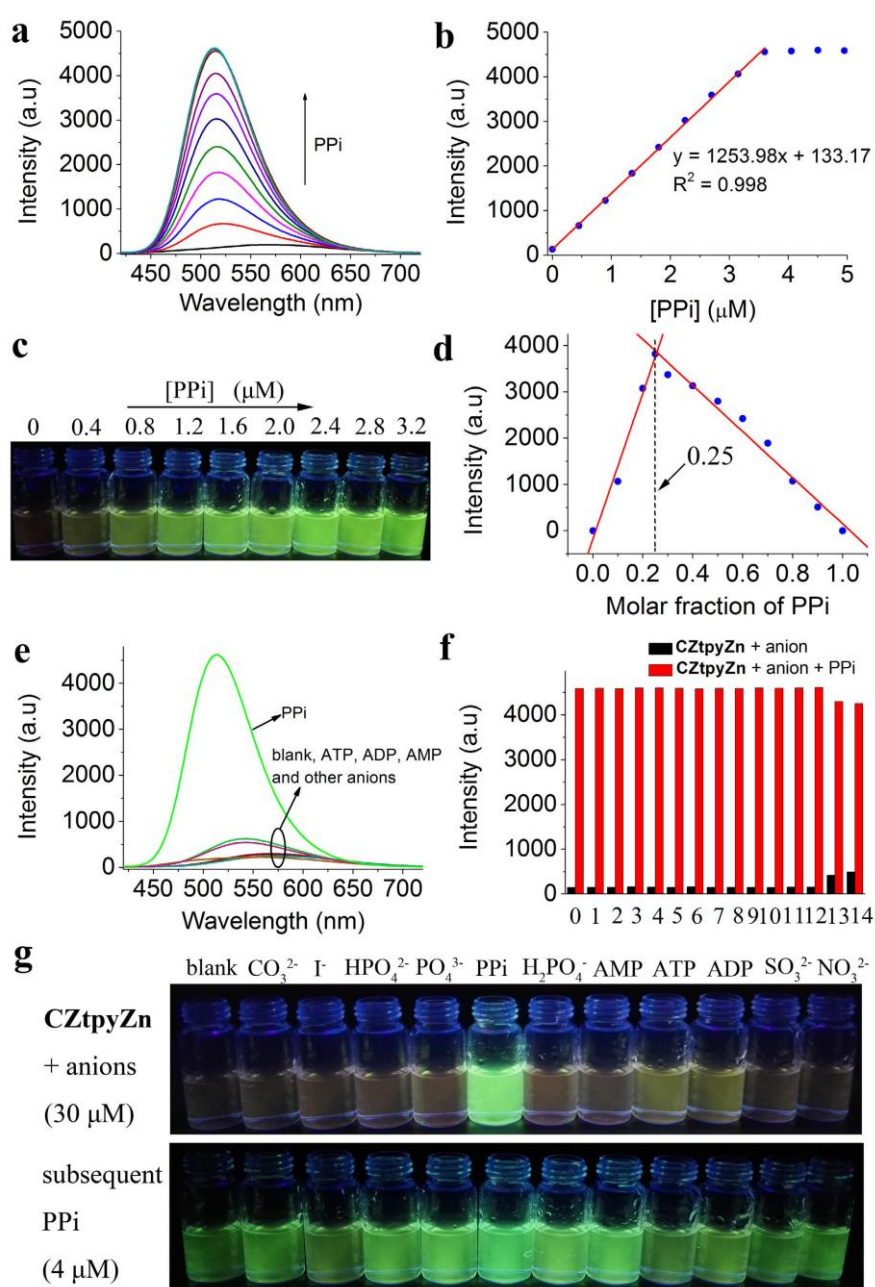 a
Intensity (a.u)
5000
4000
3000
2000
1000
0
PPi
450 500 550 600 650 700
Wavelength (nm)
b
Intensity (a.u)
5000
4000
3000
2000
1000
0
y = 1253.98x + 133.17
R² = 0.998
0 1 2 3 4 5
[PPi] (μM)
c
[PPi] (μM)
0 0.4 0.8 1.2 1.6 2.0 2.4 2.8 3.2
d
Intensity (a.u)
4000
3000
2000
1000
0
0.25
0.0 0.2 0.4 0.6 0.8 1.0
Molar fraction of PPi
e
Intensity (a.u)
4000
3000
2000
1000
0
PPi
blank, ATP, ADP, AMP
and other anions
450 500 550 600 650 700
Wavelength (nm)
f
CZtpyZn + anion
CZtpyZn + anion + PPi
Intensity (a.u)
4000
3000
2000
1000
0
0 1 2 3 4 5 6 7 8 9 10 11 12 13 14
g
blank CO₃²⁻ I⁻ HPO₄²⁻ PO₄³⁻ PPi H₂PO₄⁻ AMP ATP ADP SO₃²⁻ NO₃²⁻
CZtpyZn
+ anions
(30 μM)
subsequent
PPi
(4 μM)